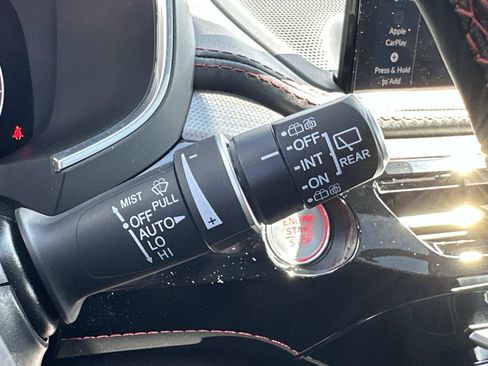 Apple
CarPlay
Press & Hold
to Add
OFF
INT
ON
REAR
MIST
PULL
OFF
AUTO
LO
HI
− 
+
ENGINE
START
STOP